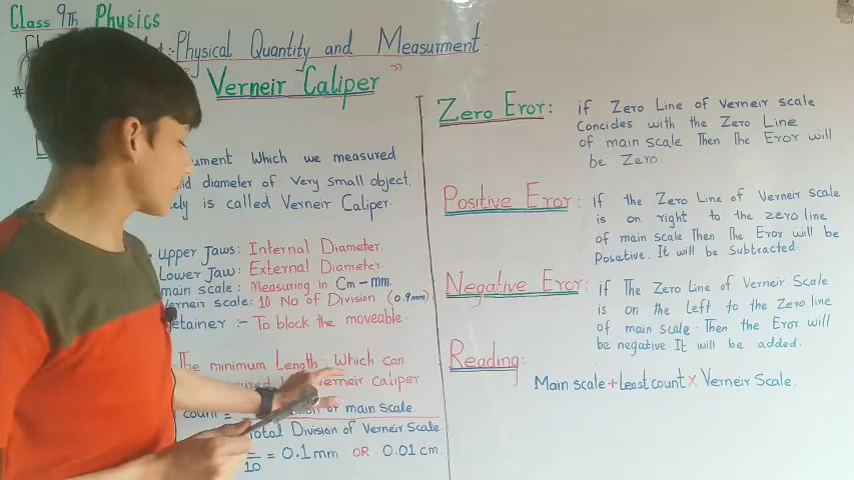 Class 9Th Physics
:-Physical Quantity and Measurment
" Verneir Caliper "
#
ument Which we measured
diameter of Very small object.
is called Verneir Caliper.
upper Jaws: Internal Diameter.
Lower Jaw: External Diameter.
main scale: Measuring in Cm-mm.
Verneir scale: 10 No of Division (0.9mm)
etainer :- To block the moveable.
The minimum Length Which can
Verneir caliper.
count = of main Scale.
Total Division of Verneir Scale
10 = 0.1mm OR 0.01 cm.
Zero Eror: if Zero Line of Verneir scale
Concides with the Zero Line
of main scale Then The Eror will
be Zero.
Positive Eror: if the Zero Line of Verneir Scale
is on right to the zero line
of main scale Then The Eror will be
Posative. It will be Subtracted.
Negative Eror: if The Zero Line of Verneir Scale
is on the Left to the Zero line
of main scale. Then the Eror will
be negative. It will be added.
Reading:
Main scale+Least count X Verneir Scale.